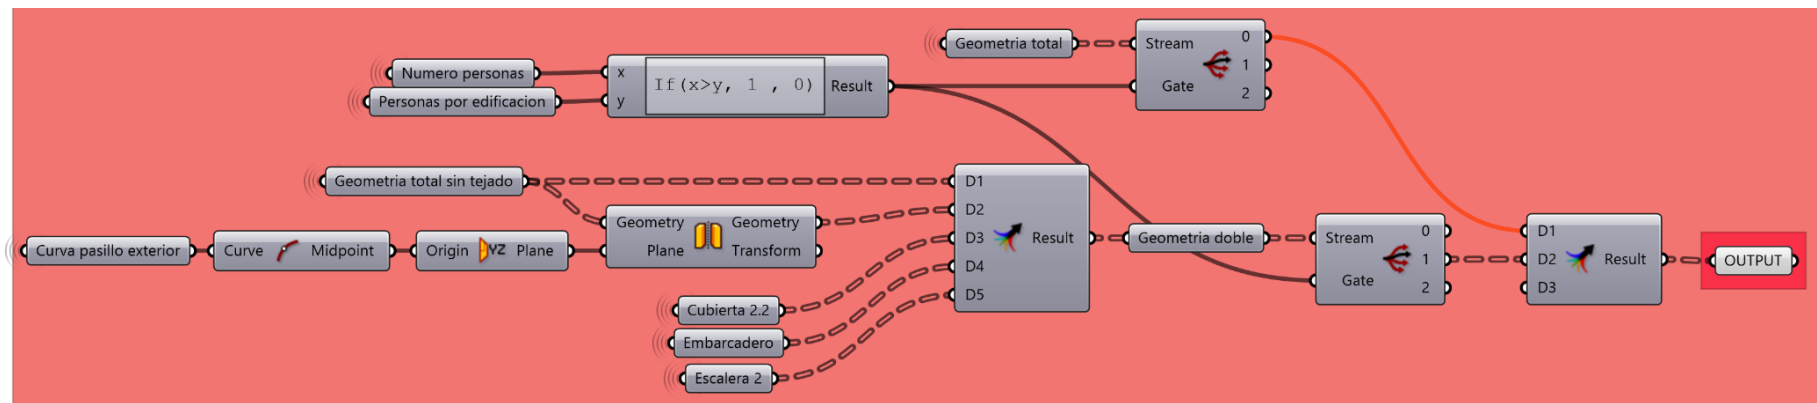 Numero personas
Personas por edificacion
x
y
If(x>y, 1 , 0)
Result
Geometria total
Stream
Gate
0
1
2
Geometria total sin tejado
Curva pasillo exterior
Curve
Midpoint
Origin
YZ
Plane
Geometry
Plane
Geometry
Transform
Cubierta 2.2
Embarcadero
Escalera 2
D1
D2
D3
D4
D5
Result
Geometria doble
Stream
Gate
0
1
2
D1
D2
D3
Result
OUTPUT